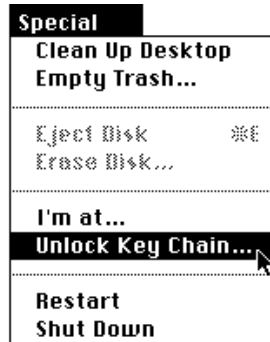 Special
Clean Up Desktop
Empty Trash...
Eject Disk ⌘E
Erase Disk...
I'm at...
Unlock Key Chain...
Restart
Shut Down